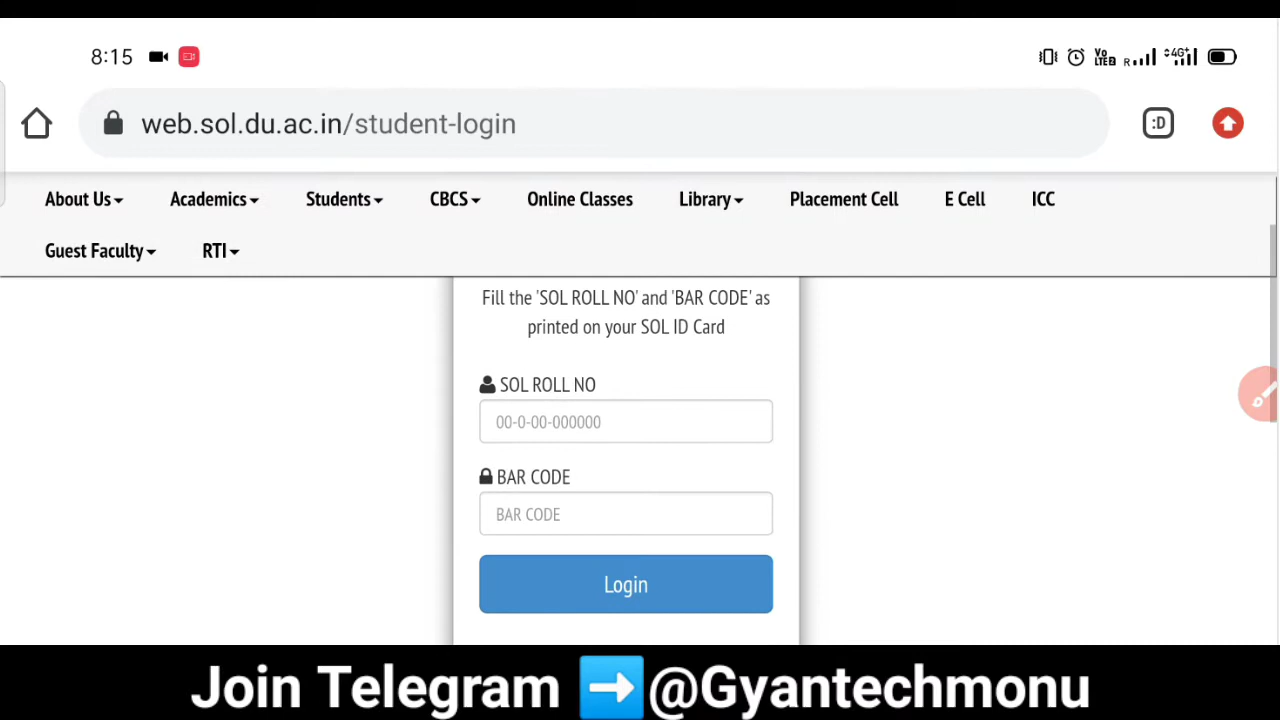 8:15
VoLTE2 R 4G+
web.sol.du.ac.in/student-login :D
About Us Academics Students CBCS Online Classes Library Placement Cell E Cell ICC
Guest Faculty RTI
Fill the 'SOL ROLL NO' and 'BAR CODE' as
printed on your SOL ID Card
SOL ROLL NO
00-0-00-000000
BAR CODE
BAR CODE
Login
Join Telegram ➡️@Gyantechmonu